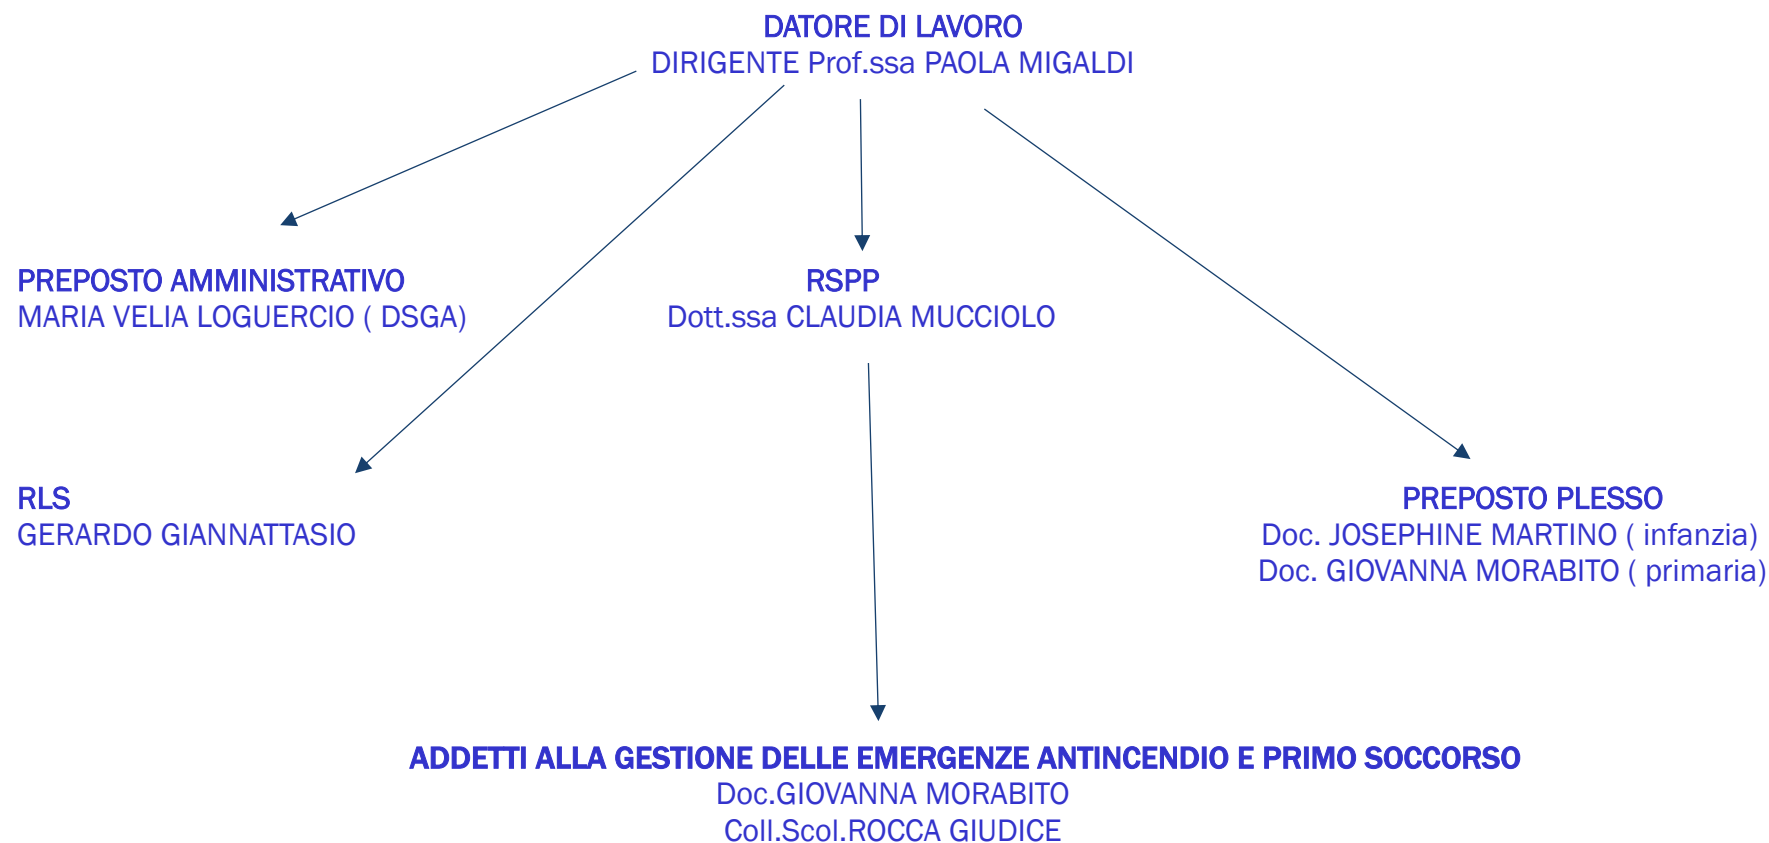 DATORE DI LAVORO
DIRIGENTE Prof.ssa PAOLA MIGALDI
PREPOSTO AMMINISTRATIVO
MARIA VELIA LOGUERCIO ( DSGA)
RSPP
Dott.ssa CLAUDIA MUCCIOLO
RLS
GERARDO GIANNATTASIO
PREPOSTO PLESSO
Doc. JOSEPHINE MARTINO ( infanzia)
Doc. GIOVANNA MORABITO ( primaria)
ADDETTI ALLA GESTIONE DELLE EMERGENZE ANTINCENDIO E PRIMO SOCCORSO
Doc.GIOVANNA MORABITO
Coll.Scol.ROCCA GIUDICE